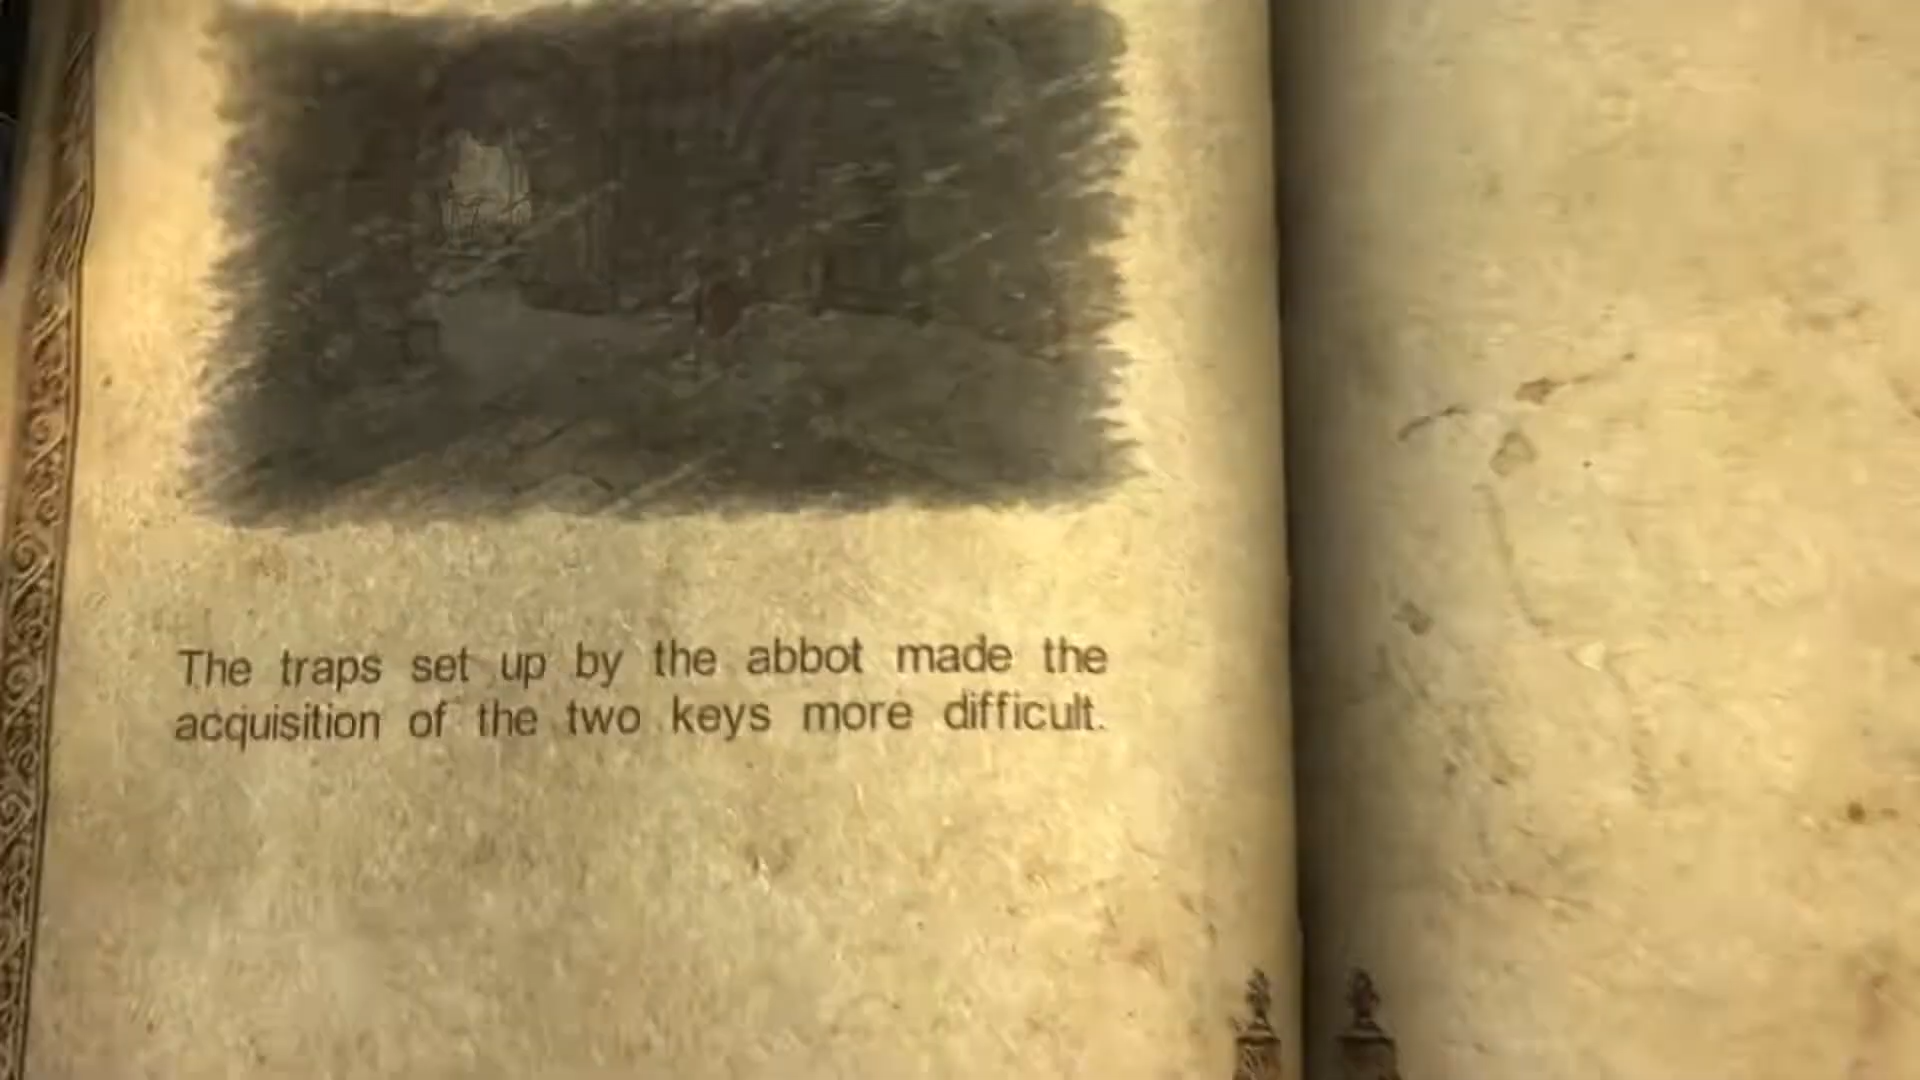 The traps set up by the abbot made the
acquisition of the two keys more difficult.